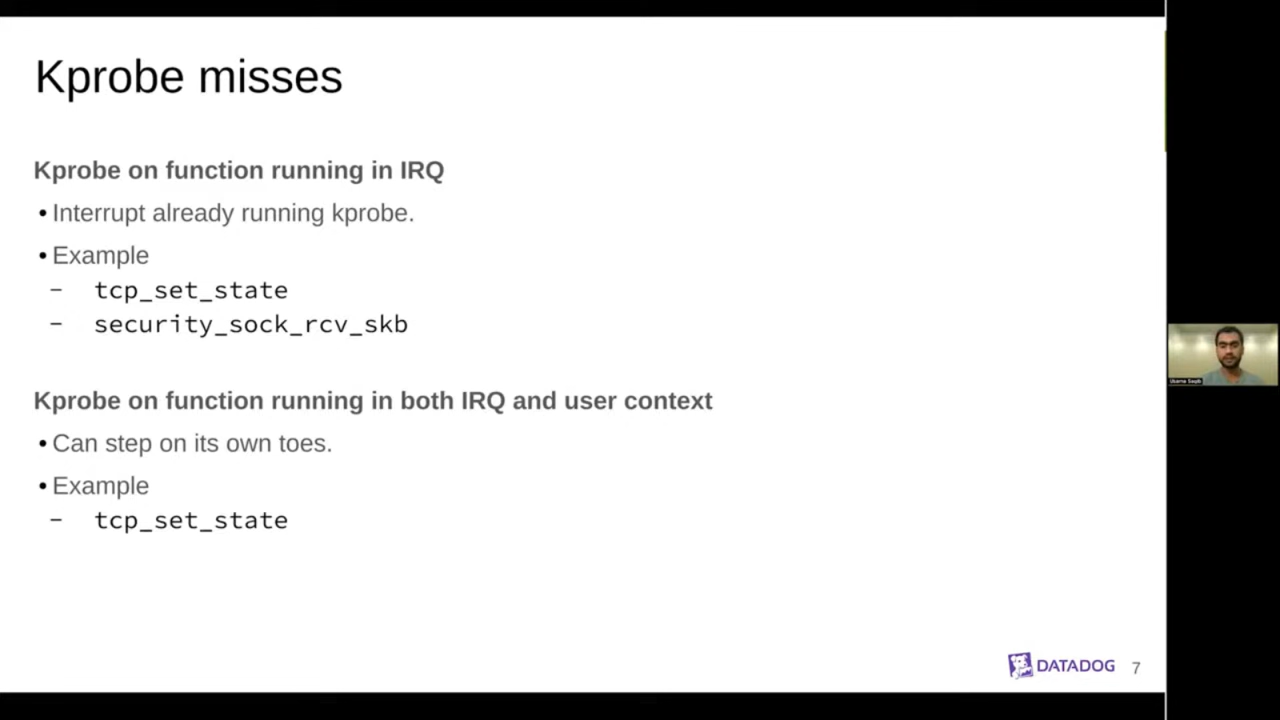 Kprobe misses
Kprobe on function running in IRQ
• Interrupt already running kprobe.
• Example
– tcp_set_state
– security_sock_rcv_skb
Kprobe on function running in both IRQ and user context
• Can step on its own toes.
• Example
– tcp_set_state
DATADOG
7